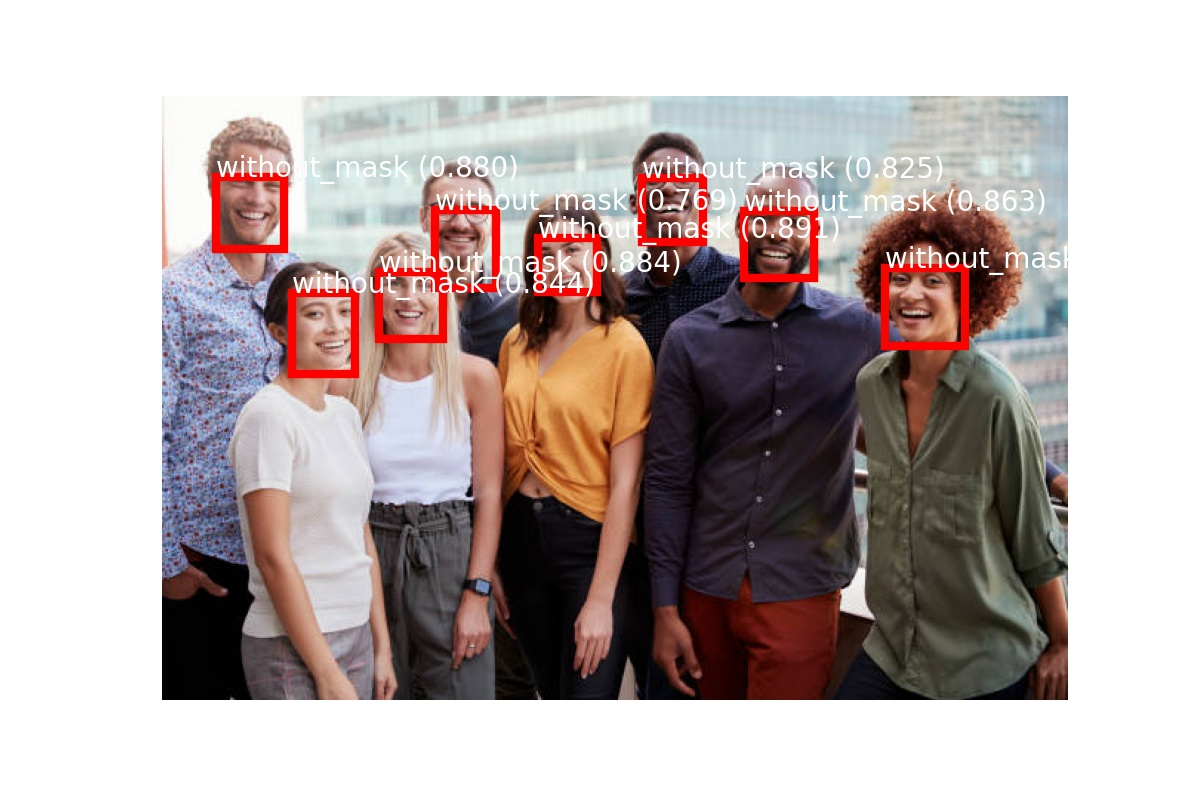 without_mask (0.880)
without_mask (0.825)
without_mask (0.769)
without_mask (0.863)
without_mask (0.891)
without_mask (0.884)
without_mask
without_mask (0.844)